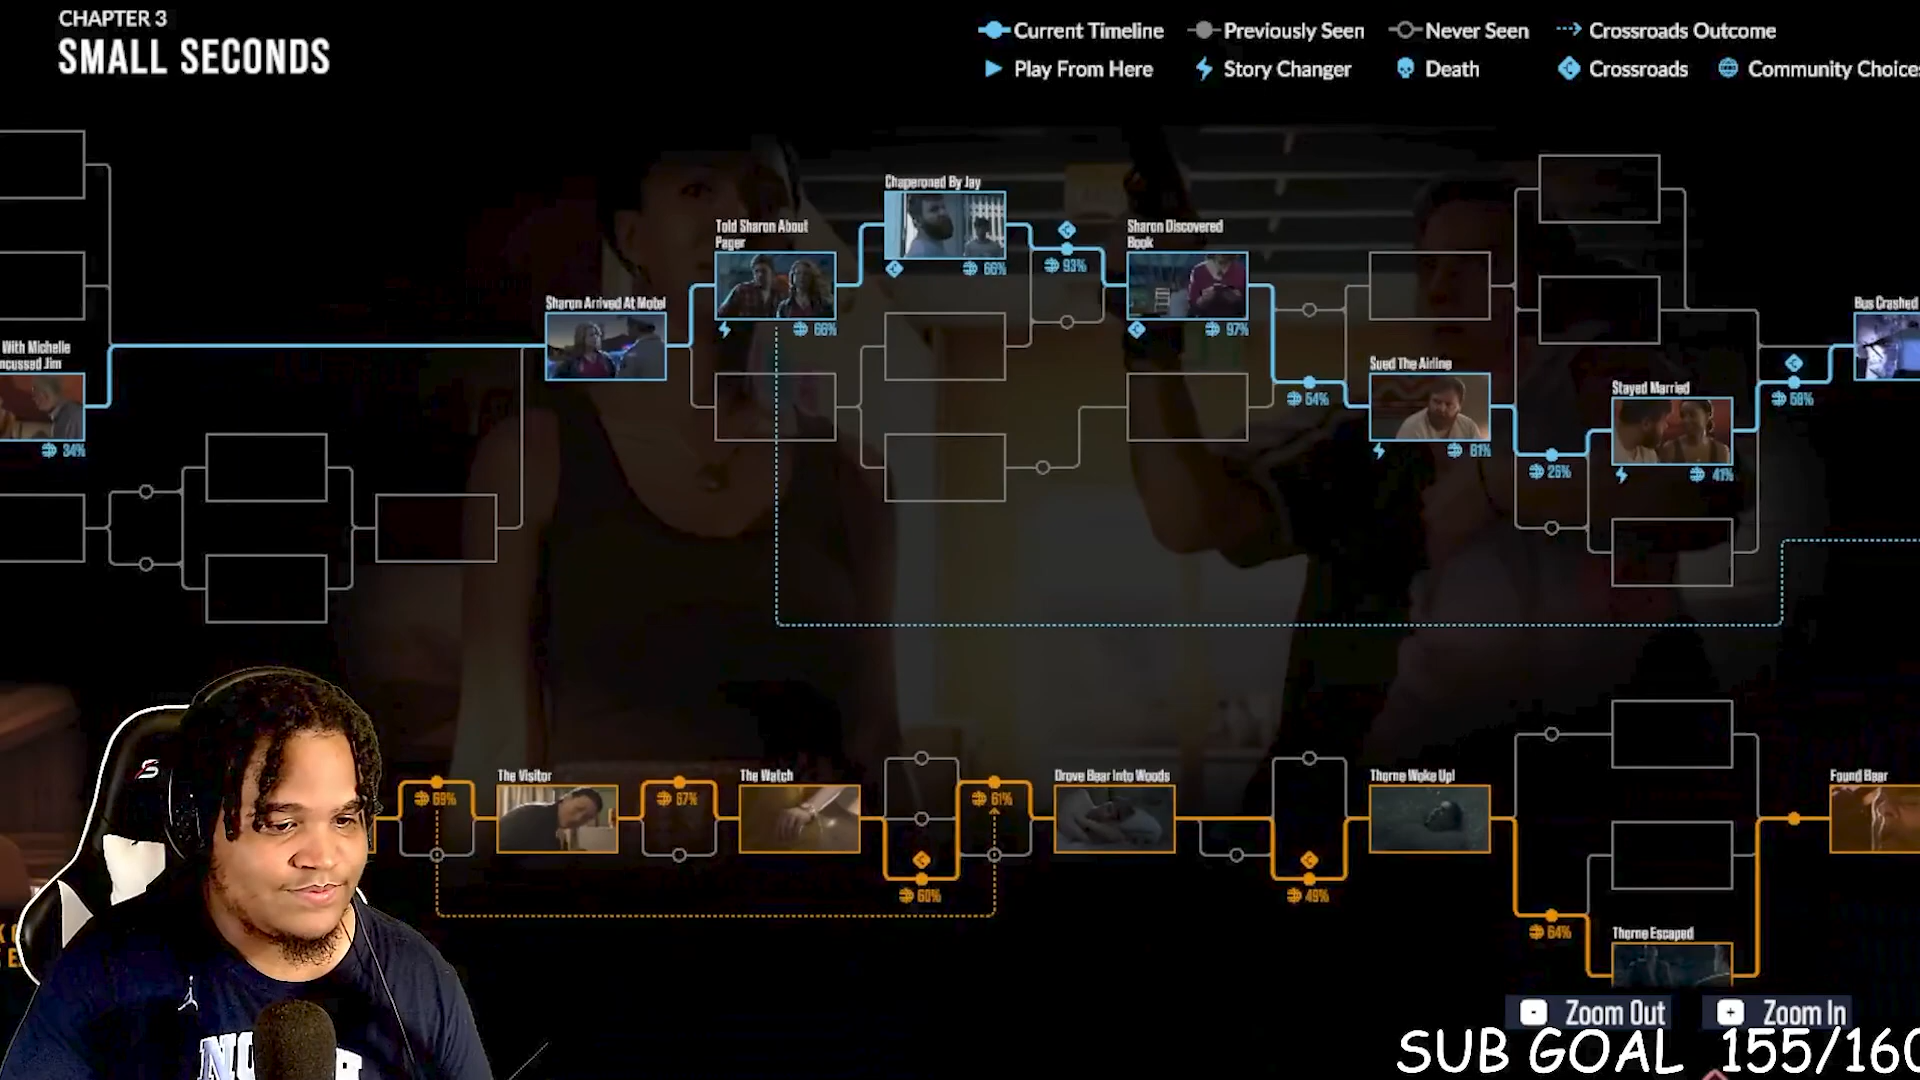 CHAPTER 3
SMALL SECONDS
Current Timeline
Previously Seen
Never Seen
Crossroads Outcome
Play From Here
Story Changer
Death
Crossroads
Community Choices
With Michelle
ncussed Jim
34%
Sharon Arrived At Motel
Told Sharon About
Pager
66%
Chaperoned By Jay
66%
93%
Sharon Discovered
Book
97%
54%
Sued The Airline
61%
26%
Stayed Married
41%
58%
Bus Crashed
69%
The Visitor
67%
The Watch
60%
61%
Drove Bear Into Woods
49%
Thorne Woke Up!
64%
Thorne Escaped
Found Bear
Zoom Out
Zoom In
SUB GOAL 155/160